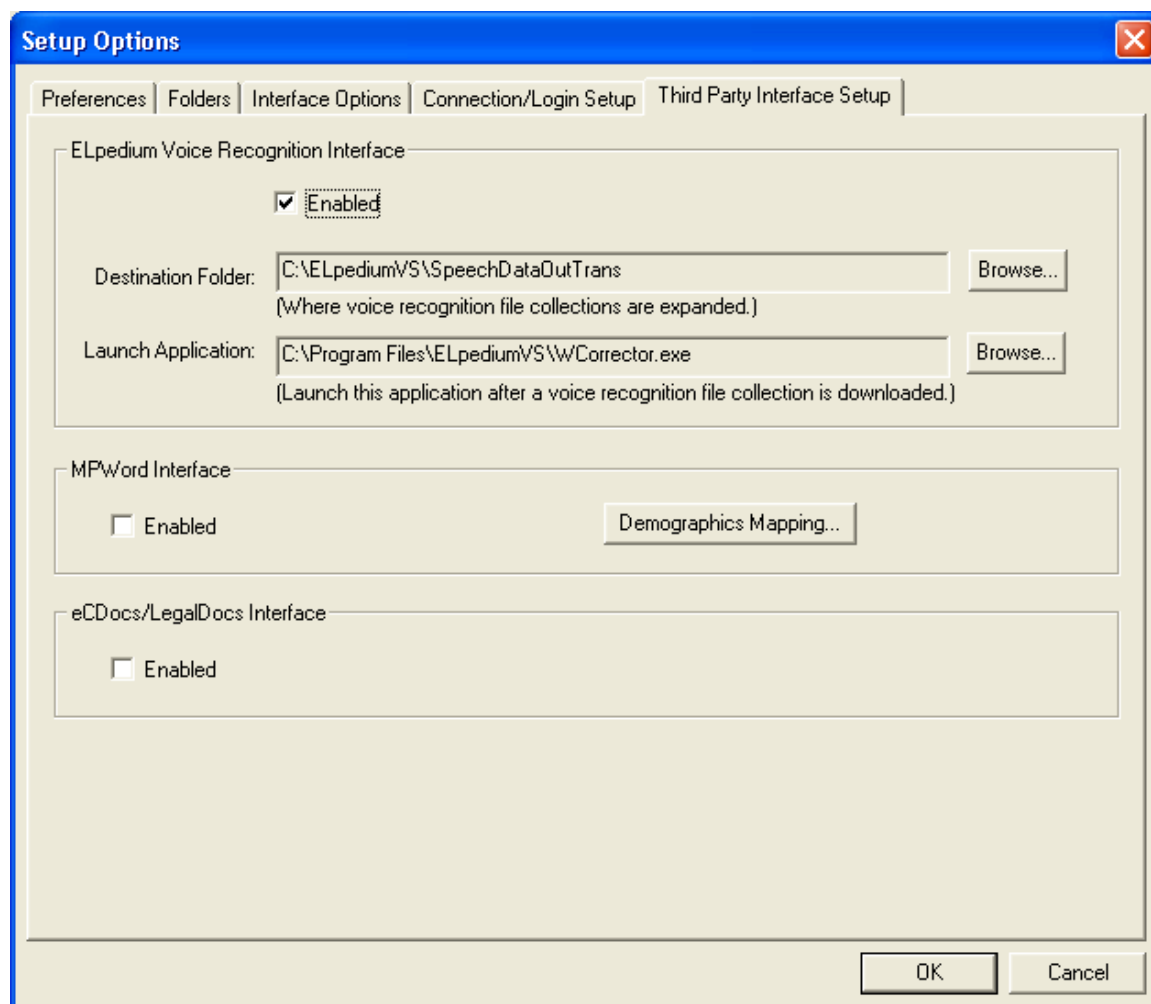 Setup Options
Preferences Folders Interface Options Connection/Login Setup Third Party Interface Setup
ELpedium Voice Recognition Interface
Enabled
Destination Folder: C:\ELpediumVS\SpeechDataOutTrans Browse...
(Where voice recognition file collections are expanded.)
Launch Application: C:\Program Files\ELpediumVS\WCorrector.exe Browse...
(Launch this application after a voice recognition file collection is downloaded.)
MPWord Interface
Enabled Demographics Mapping...
eCDocs/LegalDocs Interface
Enabled
OK Cancel